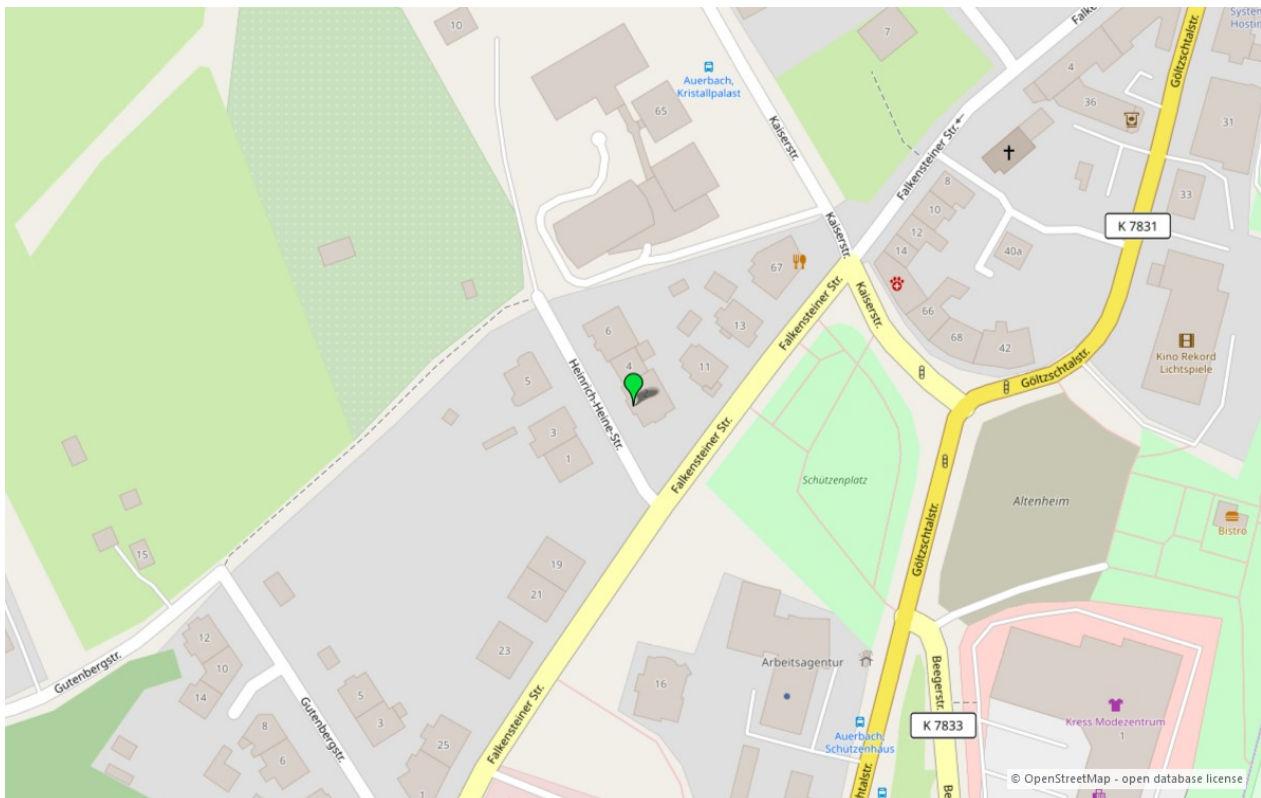 10
7
Falke
System
Hostin
Göltzschtalstr.
4
Auerbach,
Kristallpalast
65
36
31
Kaiserstr.
Falkensteiner Str.
8
33
10
K 7831
12
14
40a
Kaiserstr.
67
Falkensteiner Str.
Kaiserstr.
66
68
42
6
13
Kino Rekord
Lichtspiele
4
11
Göltzschtalstr.
5
Heinrich-Heine-Str.
3
1
Falkensteiner Str.
Schützenplatz
Altenheim
Bistro
15
19
21
Göltzschtalstr.
12
10
14
Gutenbergstr.
23
Arbeitsagentur
16
Beegerstr.
5
3
Gutenbergstr.
8
6
25
1
Falkensteiner Str.
Auerbach,
Schützenhaus
K 7833
Kress Modezentrum
1
Be
htalstr.
© OpenStreetMap - open database license